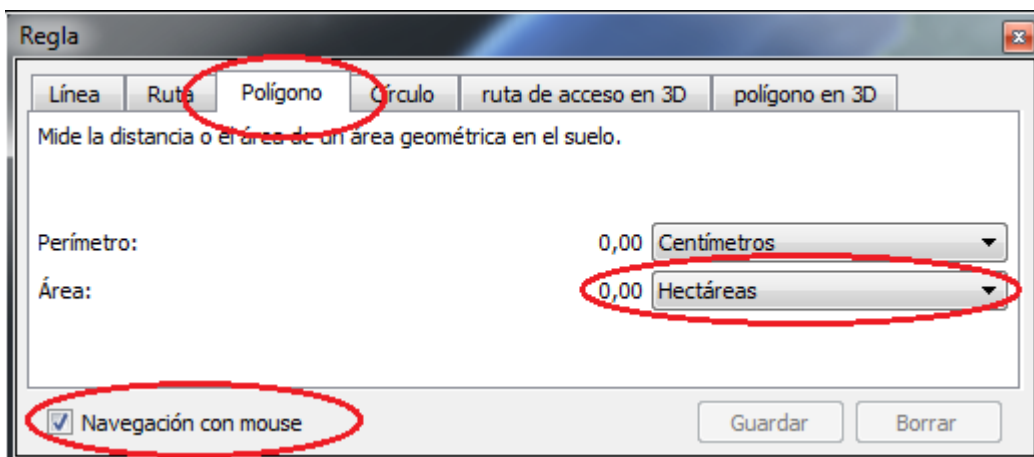 Regla
Línea Ruta Polígono Círculo ruta de acceso en 3D polígono en 3D
Mide la distancia o el área de un área geométrica en el suelo.
Perímetro: 0,00 Centímetros
Área: 0,00 Hectáreas
Navegación con mouse Guardar Borrar